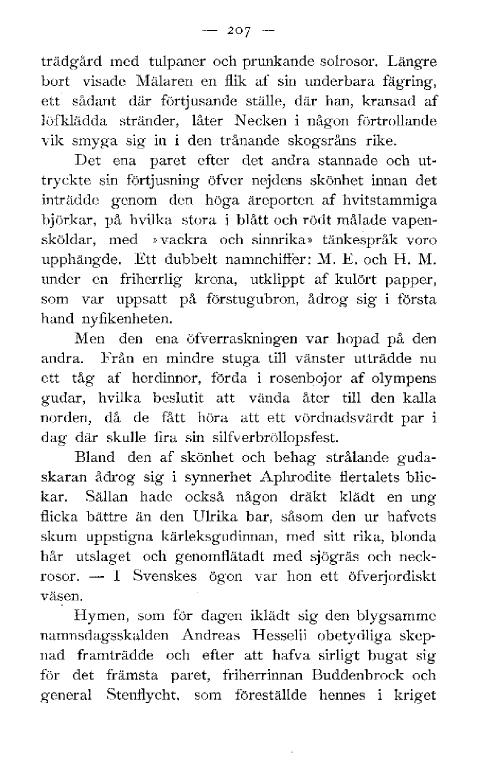 — 207 —
trädgård med tulpaner och prunkande solrosor. Längre
bort visade Mälaren en flik af sin underbara fägring,
ett sådant där förtjusande ställe, där han, kransad af
löfklädda stränder, låter Necken i någon förtrollande
vik smyga sig in i den trånande skogsråns rike.
Det ena paret efter det andra stannade och ut-
tryckte sin förtjusning öfver nejdens skönhet innan det
inträdde genom den höga äreporten af hvitstammiga
björkar, på hvilka stora i blått och rödt målade vapen-
sköldar, med »vackra och sinnrika» tänkespråk voro
upphängde. Ett dubbelt namnchiffer: M. E. och H. M.
under en friherrlig krona, utklippt af kulört papper,
som var uppsatt på förstugubron, ådrog sig i första
hand nyfikenheten.
Men den ena öfverraskningen var hopad på den
andra. Från en mindre stuga till vänster utträdde nu
ett tåg af herdinnor, förda i rosenbojor af olympens
gudar, hvilka beslutit att vända åter till den kalla
norden, då de fått höra att ett vördnadsvärdt par i
dag där skulle fira sin silfverbröllopsfest.
Bland den af skönhet och behag strålande guda-
skaran ådrog sig i synnerhet Aphrodite flertalets blic-
kar. Sällan hade också någon dräkt klädt en ung
flicka bättre än den Ulrika bar, såsom den ur hafvets
skum uppstigna kärleksgudinnan, med sitt rika, blonda
hår utslaget och genomflätadt med sjögräs och neck-
rosor. — I Svenskes ögon var hon ett öfverjordiskt
väsen.
Hymen, som för dagen iklädt sig den blygsamme
namnsdagsskalden Andreas Hesselii obetydliga skep-
nad framträdde och efter att hafva sirligt bugat sig
för det främsta paret, friherrinnan Buddenbrock och
general Stenflycht, som föreställde hennes i kriget